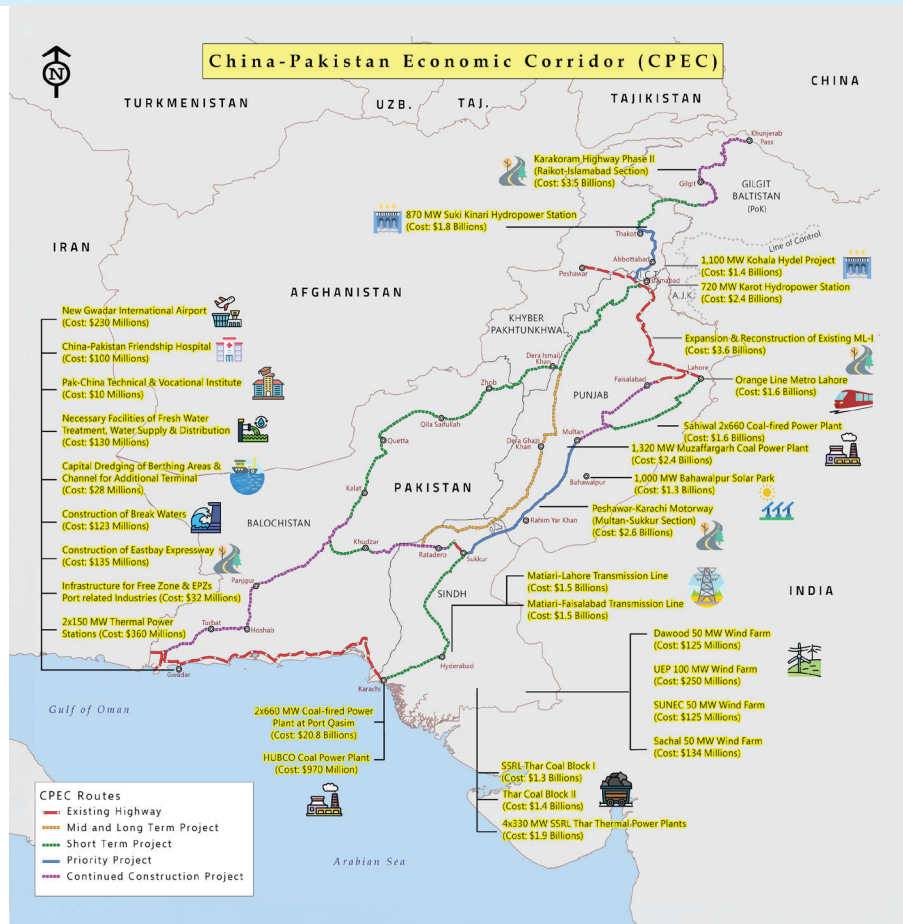 China-Pakistan Economic Corridor (CPEC)
N
TURKMENISTAN
UZB.
TAJ.
TAJIKISTAN
CHINA
Khunjerab
Pass
Karakoram Highway Phase II
(Raikot-Islamabad Section)
(Cost: $3.5 Billions)
Gilgit
GILGIT
BALTISTAN
(PoK)
870 MW Suki Kinari Hydropower Station
(Cost: $1.8 Billions)
Thakot
Line of Control
IRAN
Abbottabad
Peshawar
1,100 MW Kohala Hydel Project
(Cost: $1.4 Billions)
I.C.T.
Islamabad
A.J.K.
720 MW Karot Hydropower Station
(Cost: $2.4 Billions)
AFGHANISTAN
New Gwadar International Airport
(Cost: $230 Millions)
China-Pakistan Friendship Hospital
(Cost: $100 Millions)
Pak-China Technical & Vocational Institute
(Cost: $10 Millions)
Necessary Facilities of Fresh Water
Treatment, Water Supply & Distribution
(Cost: $130 Millions)
Capital Dredging of Berthing Areas &
Channel for Additional Terminal
(Cost: $28 Millions)
Construction of Break Waters
(Cost: $123 Millions)
Construction of Eastbay Expressway
(Cost: $135 Millions)
Infrastructure for Free Zone & EPZs
Port related Industries (Cost: $32 Millions)
2x150 MW Thermal Power
Stations (Cost: $360 Millions)
KHYBER
PAKHTUNKHWA
Expansion & Reconstruction of Existing ML-I
(Cost: $3.6 Billions)
Dera Ismail
Khan
Lahore
Zhob
Faisalabad
Orange Line Metro Lahore
(Cost: $1.6 Billions)
PUNJAB
Qila Saifullah
Sahiwal 2x660 Coal-fired Power Plant
(Cost: $1.6 Billions)
Quetta
Multan
Dera Ghazi
Khan
1,320 MW Muzaffargarh Coal Power Plant
(Cost: $2.4 Billions)
Bahawalpur
1,000 MW Bahawalpur Solar Park
(Cost: $1.3 Billions)
Kalat
PAKISTAN
Peshawar-Karachi Motorway
(Multan-Sukkur Section)
(Cost: $2.6 Billions)
Rahim Yar Khan
BALOCHISTAN
Khudzar
Ratadero
Sukkur
Panjgur
SINDH
Matiari-Lahore Transmission Line
(Cost: $1.5 Billions)
Matiari-Faisalabad Transmission Line
(Cost: $1.5 Billions)
INDIA
Turbat
Hoshab
Hyderabad
Gwadar
Karachi
Dawood 50 MW Wind Farm
(Cost: $125 Millions)
UEP 100 MW Wind Farm
(Cost: $250 Millions)
SUNEC 50 MW Wind Farm
(Cost: $125 Millions)
Sachal 50 MW Wind Farm
(Cost: $134 Millions)
Gulf of Oman
2x660 MW Coal-fired Power
Plant at Port Qasim
(Cost: $20.8 Billions)
HUBCO Coal Power Plant
(Cost: $970 Million)
SSRL Thar Coal Block I
(Cost: $1.3 Billions)
Thar Coal Block II
(Cost: $1.4 Billions)
4x330 MW SSRL Thar Thermal Power Plants
(Cost: $1.9 Billions)
Arabian Sea
CPEC Routes
Existing Highway
Mid and Long Term Project
Short Term Project
Priority Project
Continued Construction Project